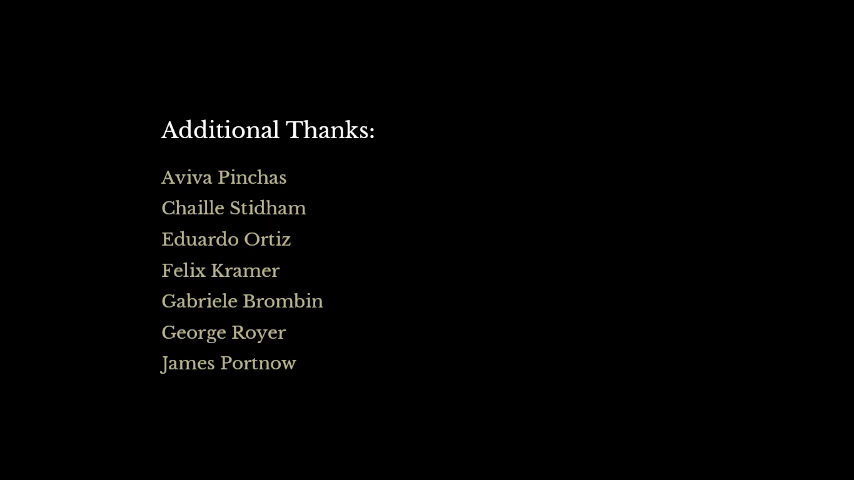 Additional Thanks:
Aviva Pinchas
Chaille Stidham
Eduardo Ortiz
Felix Kramer
Gabriele Brombin
George Royer
James Portnow